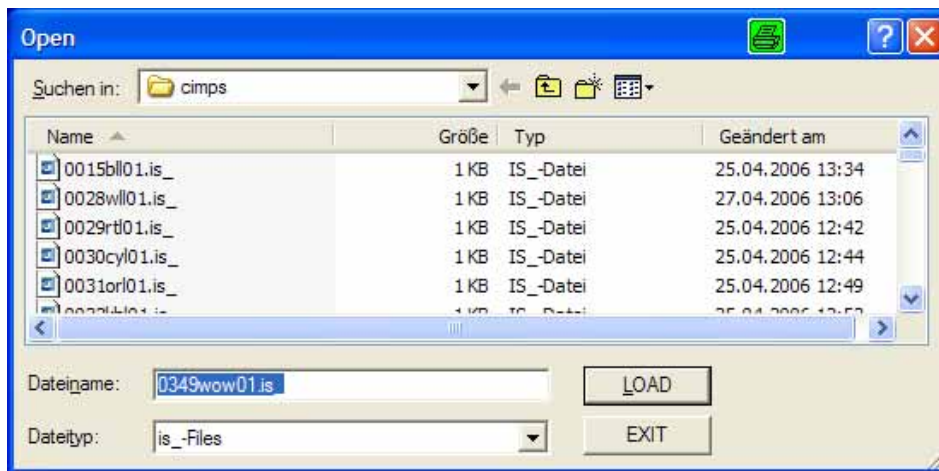 Open
Suchen in: cimps
Name Größe Typ Geändert am
0015bll01.is_ 1 KB IS_-Datei 25.04.2006 13:34
0028wll01.is_ 1 KB IS_-Datei 27.04.2006 13:06
0029rtl01.is_ 1 KB IS_-Datei 25.04.2006 12:42
0030cyl01.is_ 1 KB IS_-Datei 25.04.2006 12:44
0031orl01.is_ 1 KB IS_-Datei 25.04.2006 12:49
Dateiname: 0349wow01.is_ LOAD
Dateityp: is_-Files EXIT